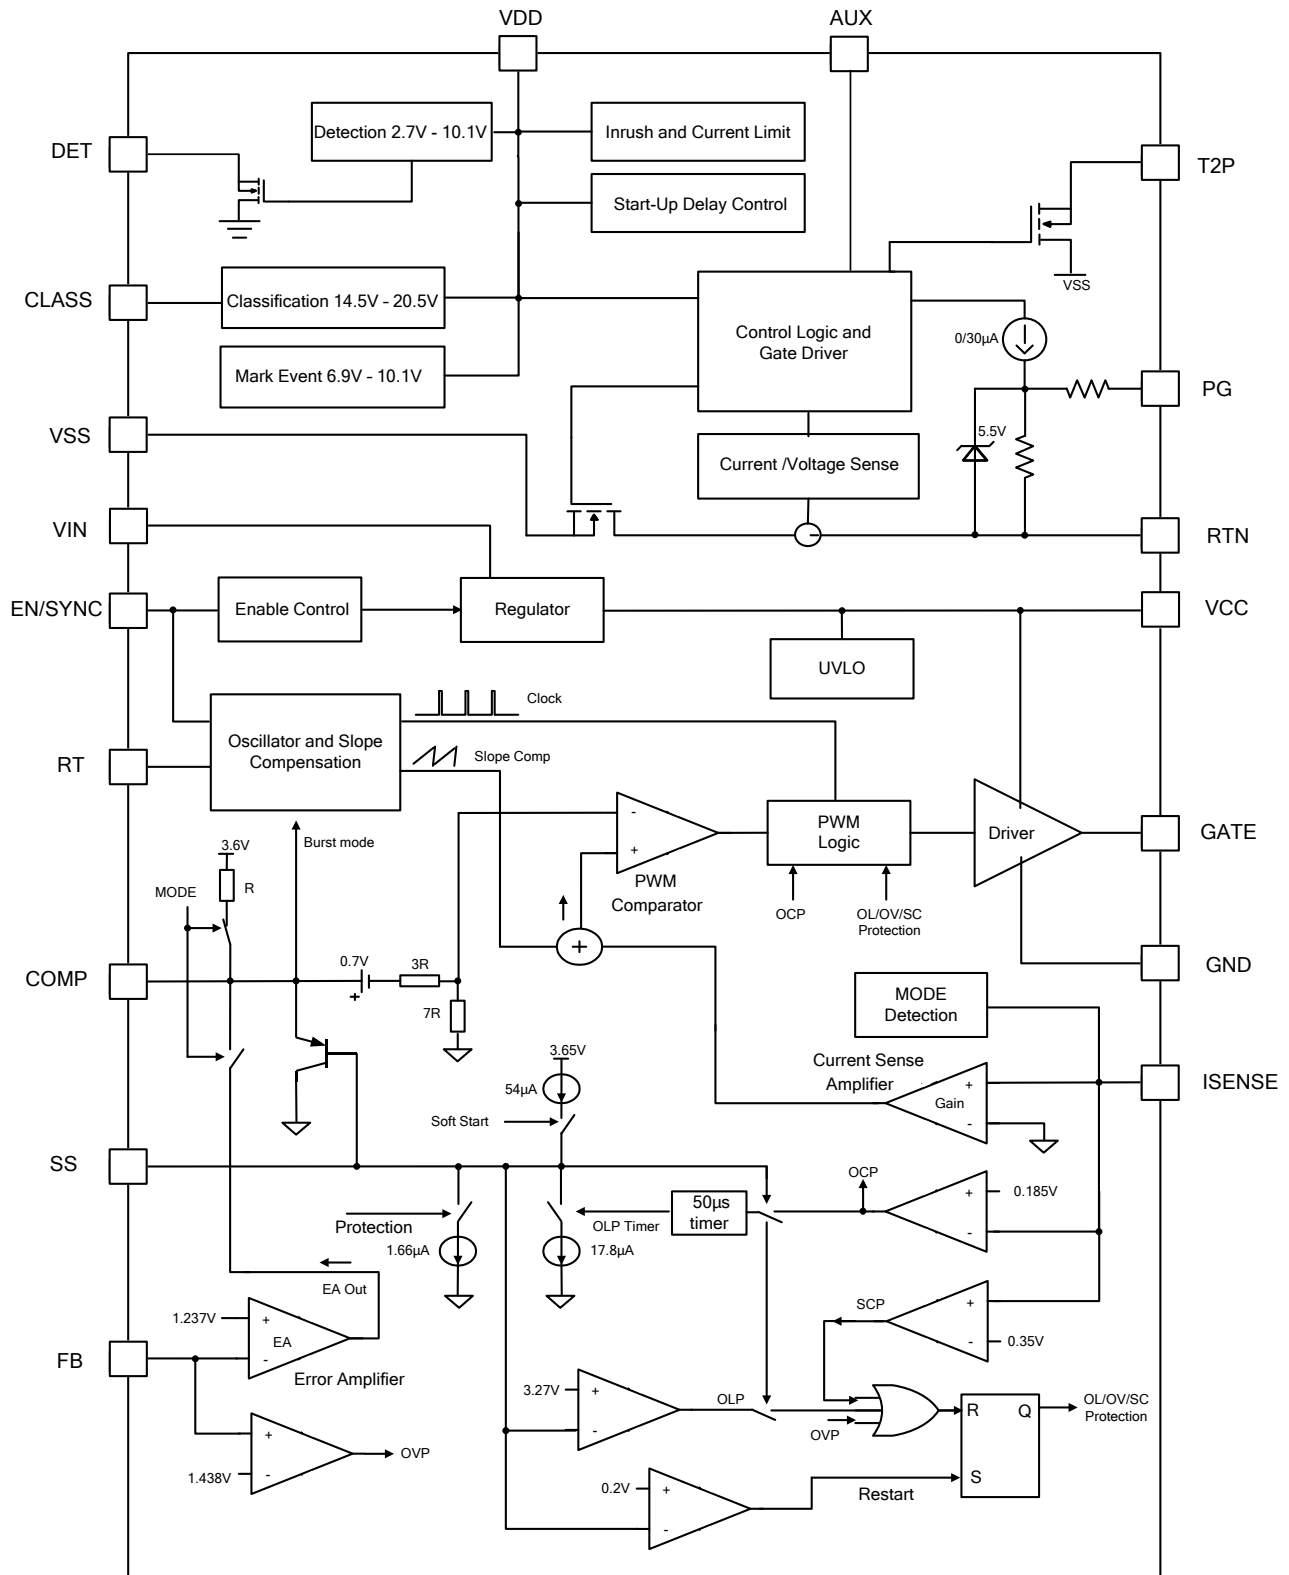 VDD
AUX
DET
Detection 2.7V - 10.1V
Inrush and Current Limit
T2P
Start-Up Delay Control
VSS
CLASS
Classification 14.5V - 20.5V
Control Logic and
Gate Driver
0/30µA
Mark Event 6.9V - 10.1V
PG
VSS
5.5V
Current /Voltage Sense
VIN
RTN
EN/SYNC
Enable Control
Regulator
VCC
UVLO
Clock
Oscillator and Slope
Compensation
Slope Comp
RT
Burst mode
-
+
PWM
Comparator
PWM
Logic
Driver
GATE
3.6V
R
MODE
OCP
OL/OV/SC
Protection
+
COMP
0.7V
+
3R
7R
GND
MODE
Detection
3.65V
54µA
Current Sense
Amplifier
+
Gain
-
ISENSE
Soft Start
SS
OCP
+
0.185V
-
50µs
timer
Protection
OLP Timer
1.66µA
17.8µA
EA Out
SCP
+
-
0.35V
1.237V
+
EA
-
FB
Error Amplifier
3.27V
+
-
OLP
OVP
R
Q
S
OL/OV/SC
Protection
+
-
1.438V
OVP
0.2V
+
-
Restart